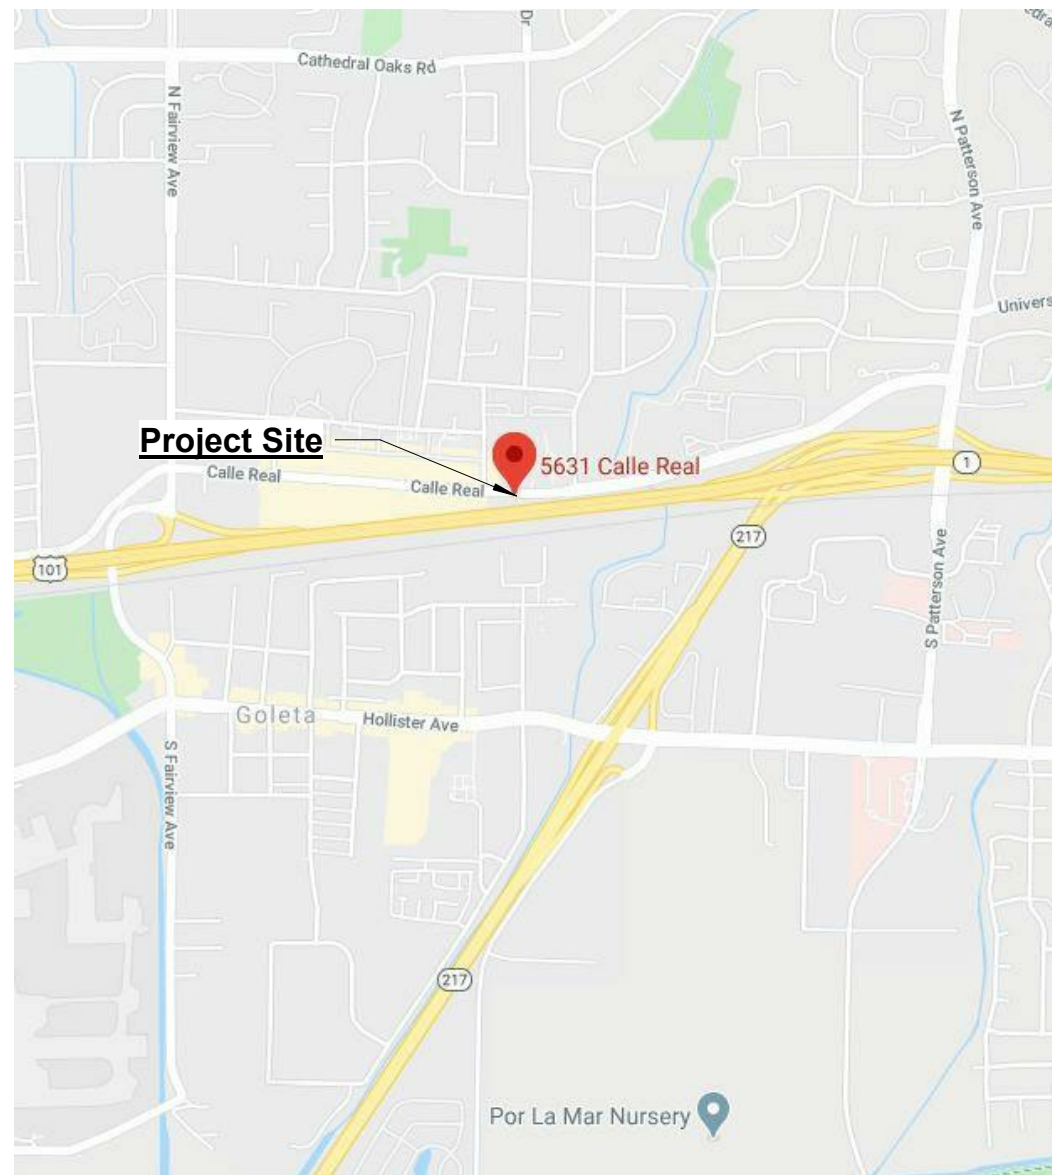 Dr
Cathedral Oaks Rd
N Fairview Ave
N Patterson Ave
Univers
Project Site
5631 Calle Real
Calle Real
Calle Real
1
217
101
S Patterson Ave
Goleta
Hollister Ave
S Fairview Ave
217
Por La Mar Nursery